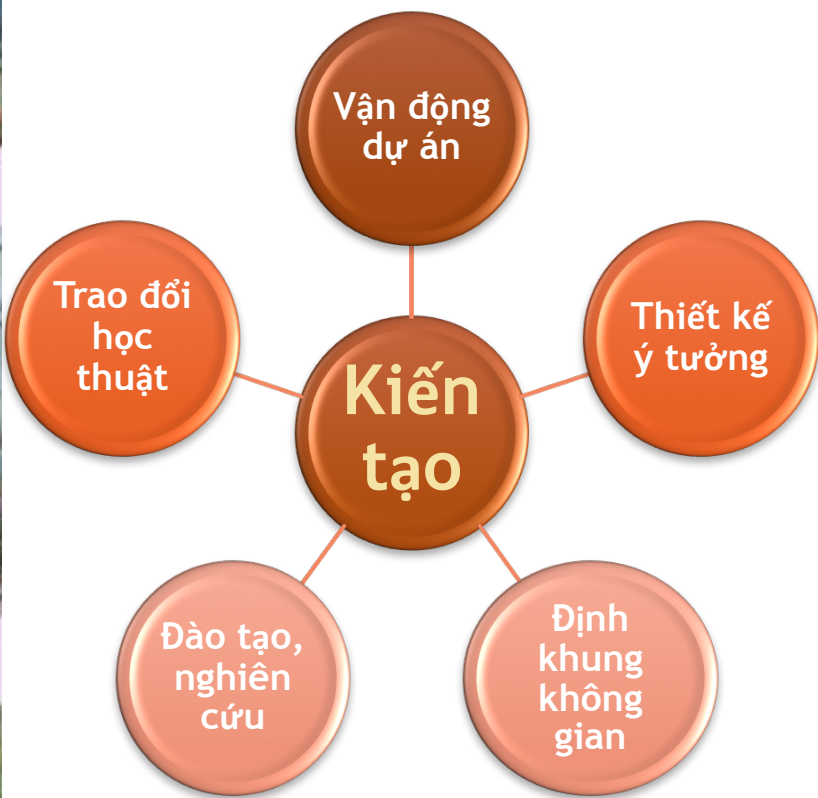 Vận động
dự án
Trao đổi
học
thuật
Thiết kế
ý tưởng
Kiến
tạo
Đào tạo,
nghiên
cứu
Định
khung
không
gian